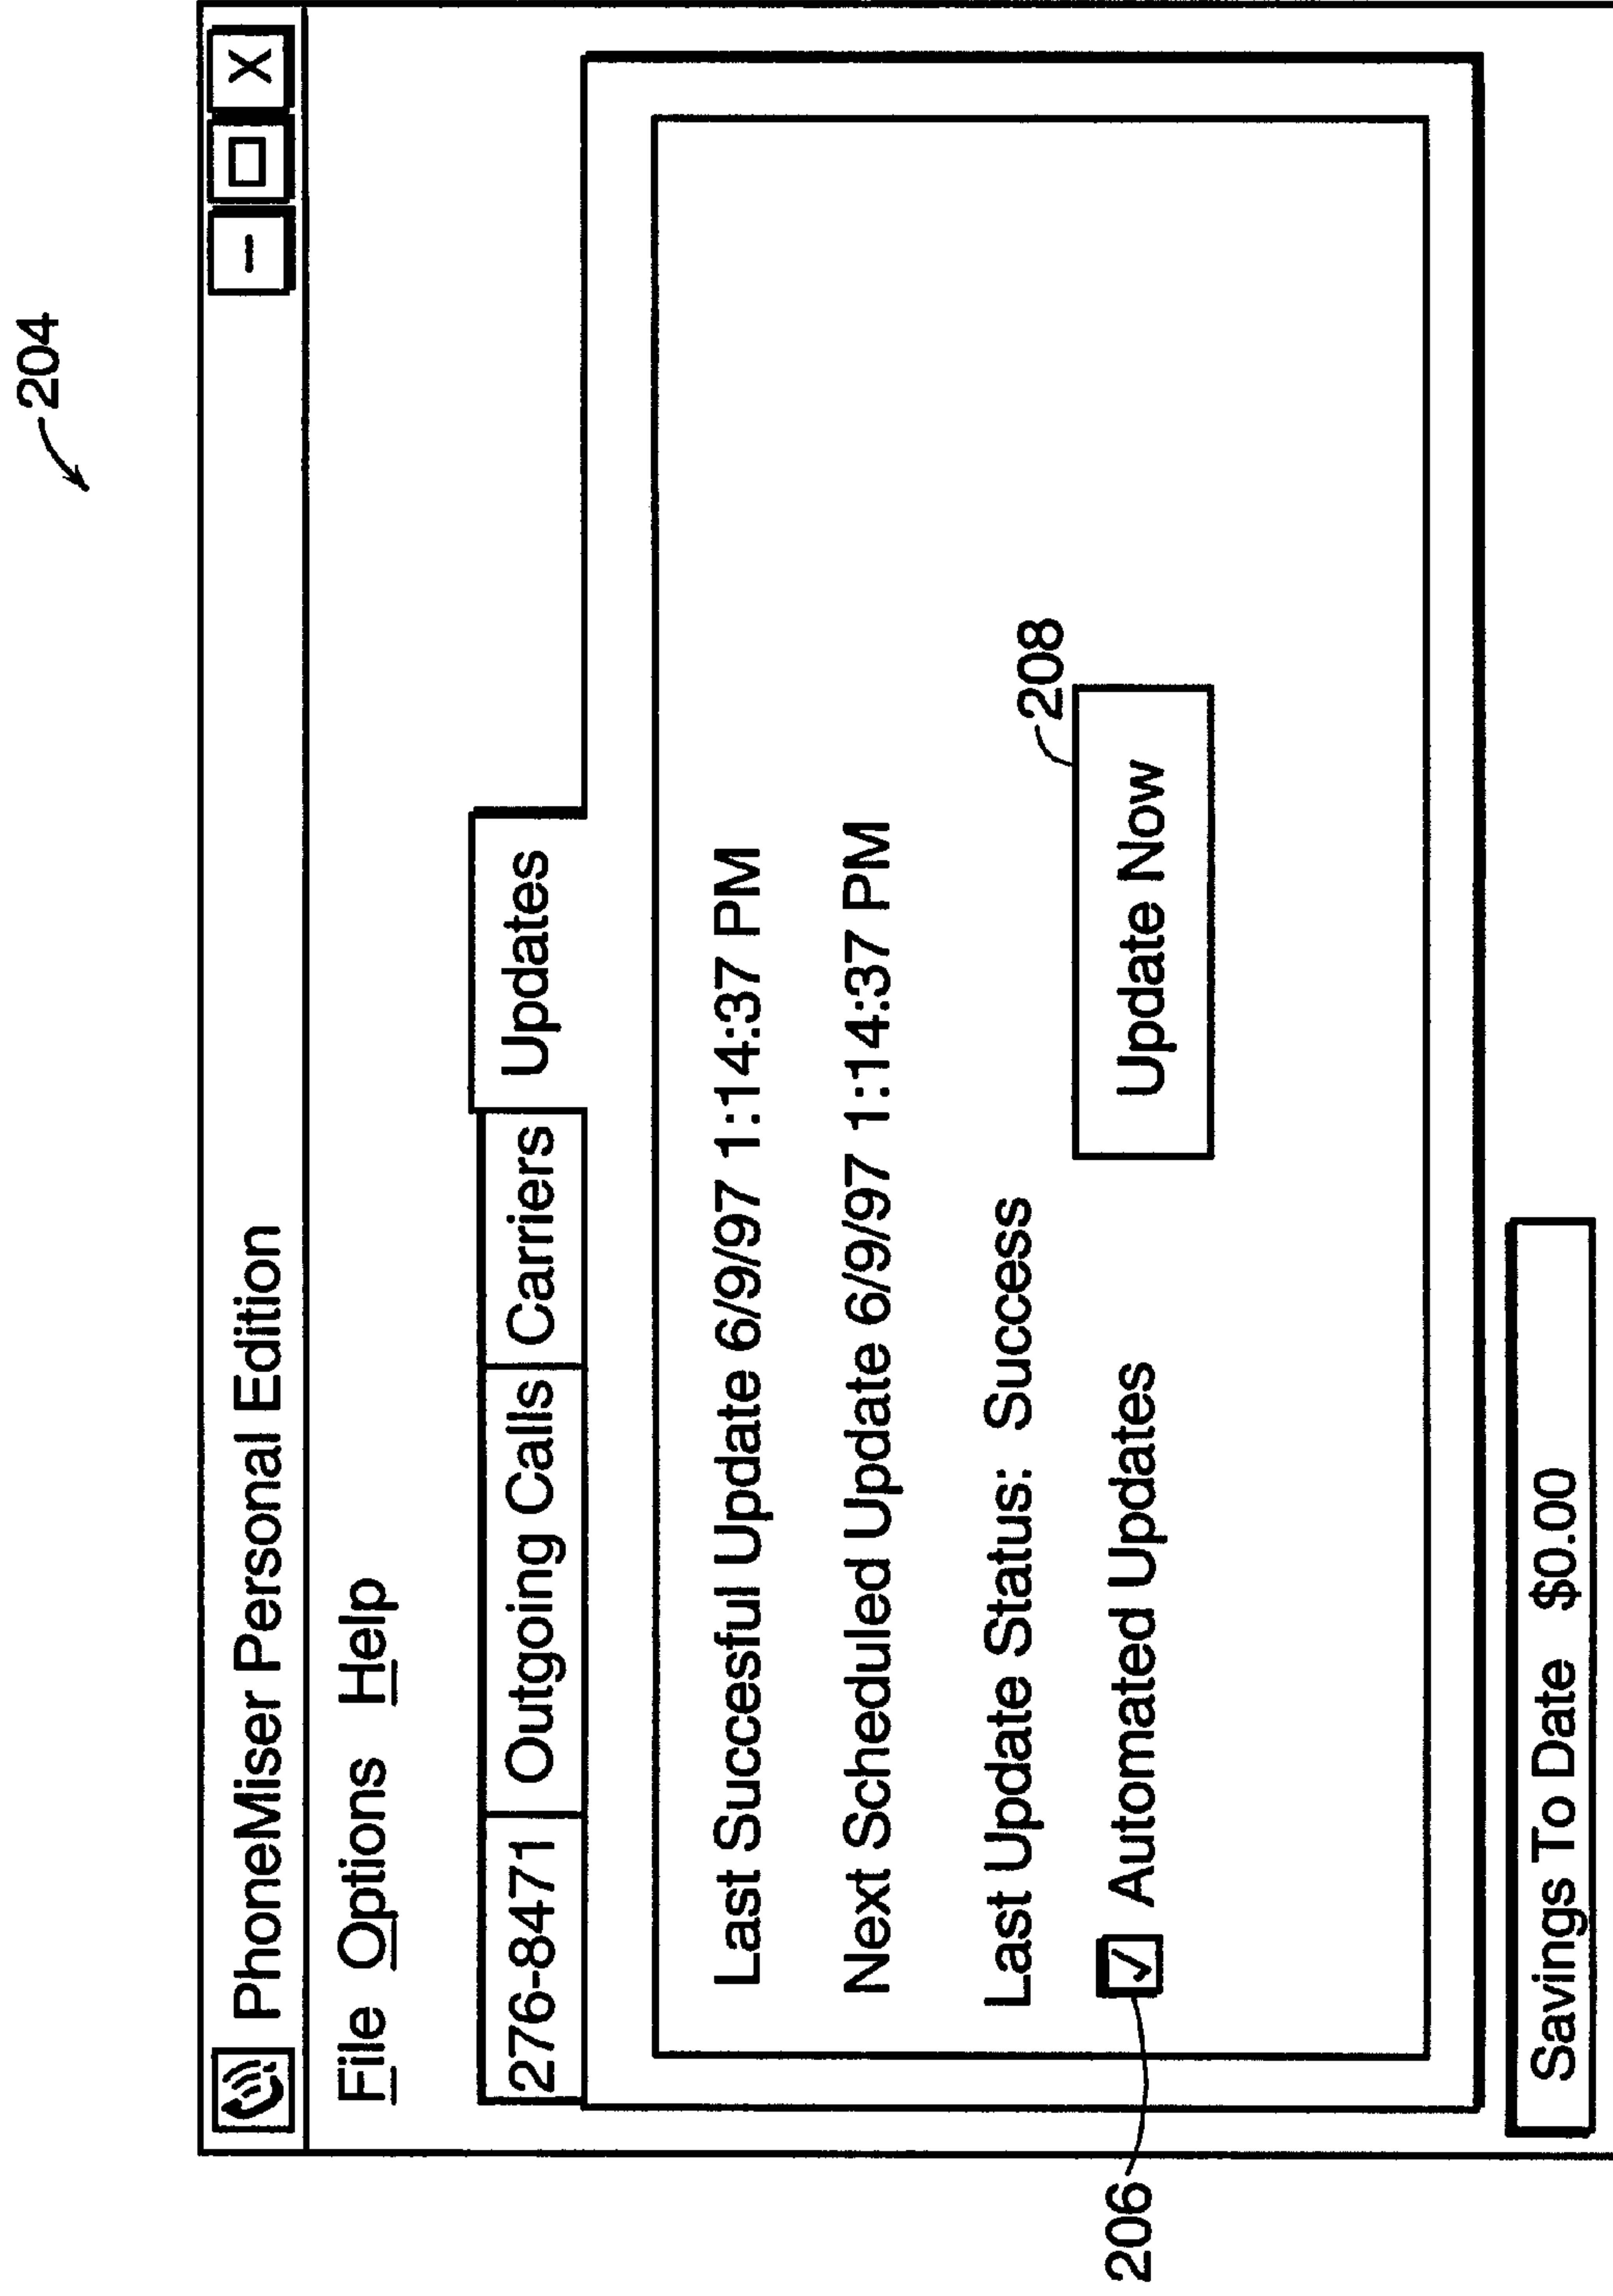 204
PhoneMiser Personal Edition
File Options Help
276-8471 Outgoing Calls Carriers Updates
Last Successful Update 6/9/97 1:14:37 PM
Next Scheduled Update 6/9/97 1:14:37 PM
Last Update Status: Success
208
206 Automated Updates Update Now
Savings To Date $0.00